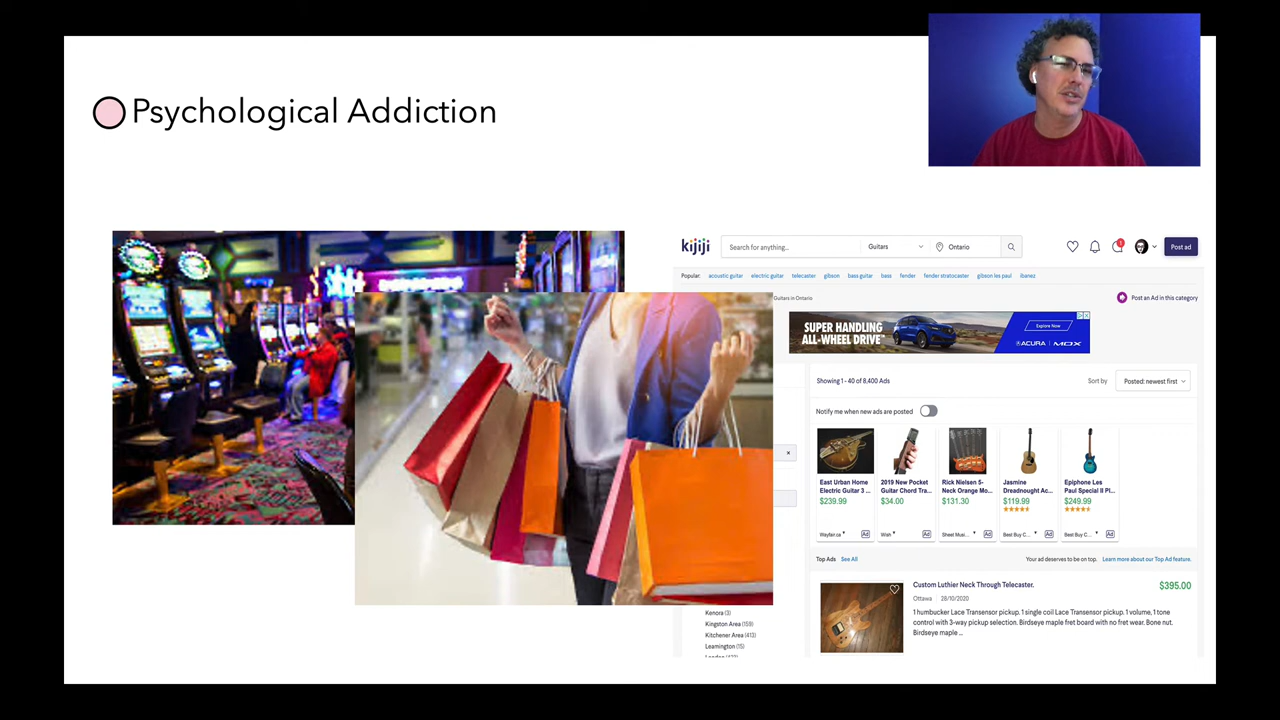 Psychological Addiction
kijiji
Search for anything...
Guitars
Ontario
1
Post ad
Popular: acoustic guitar electric guitar telecaster gibson bass guitar bass fender fender stratocaster gibson les paul ibanez
Guitars in Ontario
Post an Ad in this category
SUPER HANDLING
ALL-WHEEL DRIVE™
Explore Now
ACURA MDX
Showing 1 - 40 of 8,400 Ads
Sort by
Posted: newest first
Notify me when new ads are posted
East Urban Home
Electric Guitar 3 ...
$239.99
Wayfair.ca
Ad
2019 New Pocket
Guitar Chord Tra...
$34.00
Wish
Ad
Rick Nielsen 5-
Neck Orange Mo...
$131.30
Sheet Musi...
Ad
Jasmine
Dreadnought Ac...
$119.99
Best Buy C...
Ad
Epiphone Les
Paul Special II Pl...
$249.99
Best Buy C...
Ad
Top Ads See All
Your ad deserves to be on top. Learn more about our Top Ad feature.
Custom Luthier Neck Through Telecaster.
$395.00
Ottawa 28/10/2020
1 humbucker Lace Transensor pickup. 1 single coil Lace Transensor pickup. 1 volume, 1 tone
control with 3-way pickup selection. Birdseye maple fret board with no fret wear. Bone nut.
Birdseye maple ...
Kenora (3)
Kingston Area (159)
Kitchener Area (413)
Leamington (15)